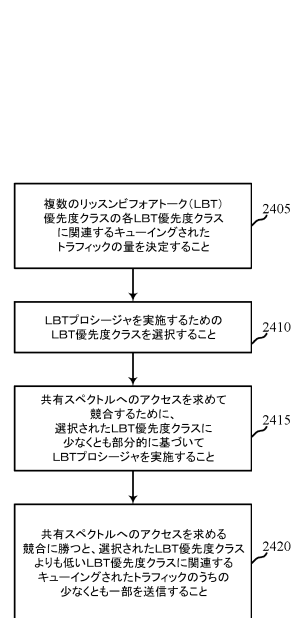 複数のリッスンビフォアトーク(LBT)
優先度クラスの各LBT優先度クラス
に関連するキューイングされた
トラフィックの量を決定すること
2405
LBTプロシージャを実施するための
LBT優先度クラスを選択すること
2410
共有スペクトルへのアクセスを求めて
競合するために、
選択されたLBT優先度クラスに
少なくとも部分的に基づいて
LBTプロシージャを実施すること
2415
共有スペクトルへのアクセスを求める
競合に勝つと、選択されたLBT優先度クラス
よりも低いLBT優先度クラスに関連する
キューイングされたトラフィックのうちの
少なくとも一部を送信すること
2420